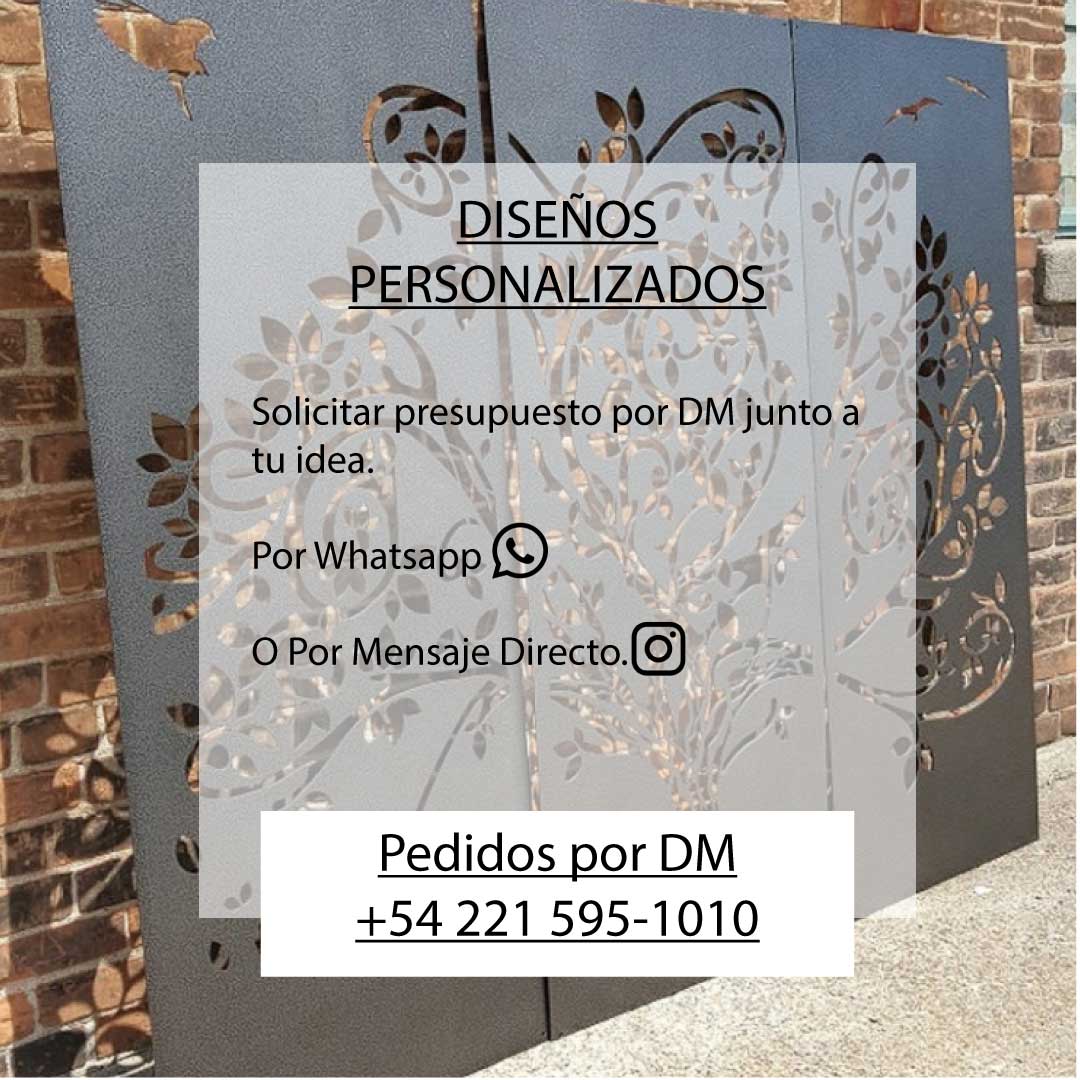 DISEÑOS
PERSONALIZADOS
Solicitar presupuesto por DM junto a
tu idea.
Por Whatsapp
O Por Mensaje Directo.
Pedidos por DM
+54 221 595-1010